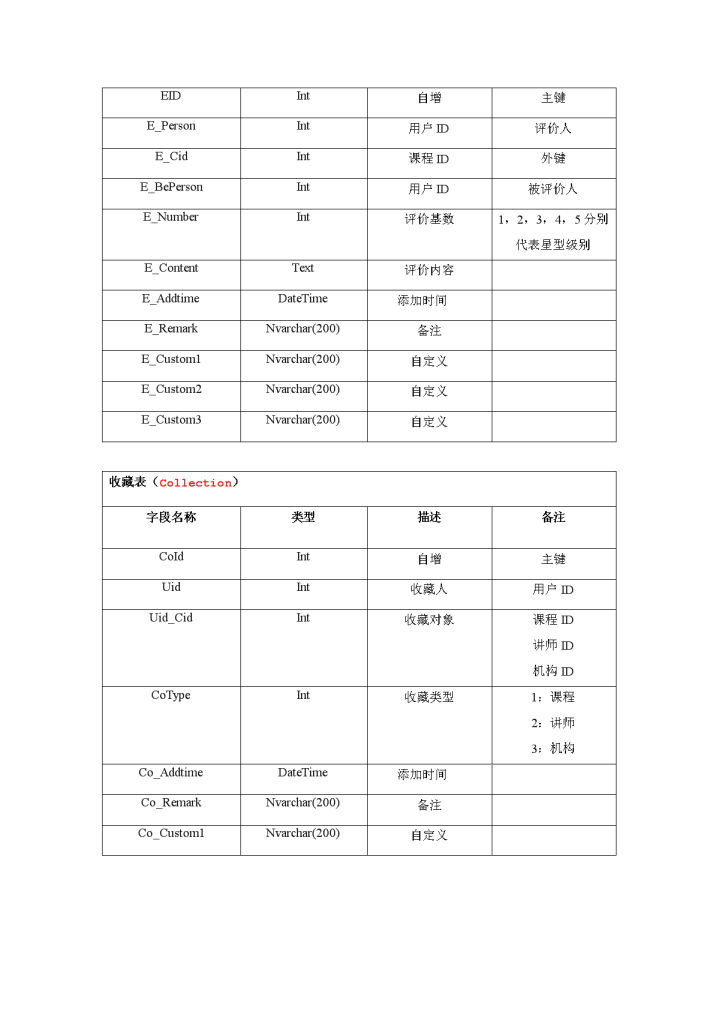 EID Int 自增 主键
E_Person Int 用户 ID 评价人
E_Cid Int 课程 ID 外键
E_BePerson Int 用户 ID 被评价人
E_Number Int 评价基数 1，2，3，4，5 分别
代表星型级别
E_Content Text 评价内容
E_Addtime DateTime 添加时间
E_Remark Nvarchar(200) 备注
E_Custom1 Nvarchar(200) 自定义
E_Custom2 Nvarchar(200) 自定义
E_Custom3 Nvarchar(200) 自定义
收藏表（Collection）
字段名称 类型 描述 备注
CoId Int 自增 主键
Uid Int 收藏人 用户 ID
Uid_Cid Int 收藏对象 课程 ID
讲师 ID
机构 ID
CoType Int 收藏类型 1：课程
2：讲师
3：机构
Co_Addtime DateTime 添加时间
Co_Remark Nvarchar(200) 备注
Co_Custom1 Nvarchar(200) 自定义